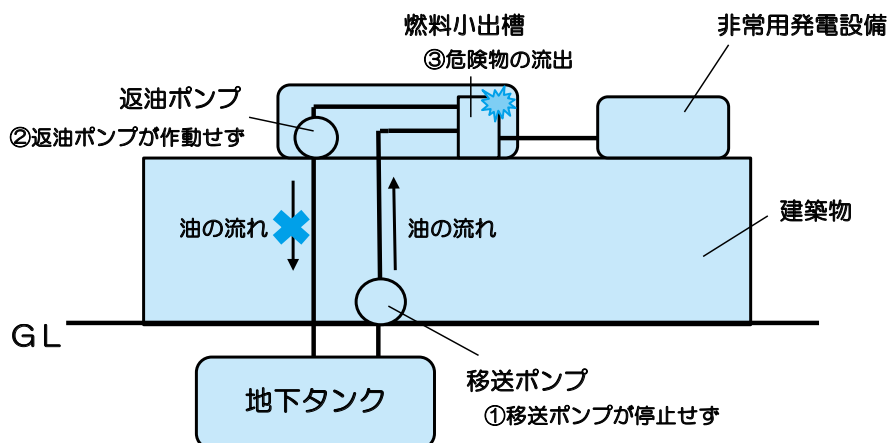 燃料小出槽
③危険物の流出
非常用発電設備
返油ポンプ
②返油ポンプが作動せず
油の流れ
油の流れ
建築物
GL
移送ポンプ
①移送ポンプが停止せず
地下タンク